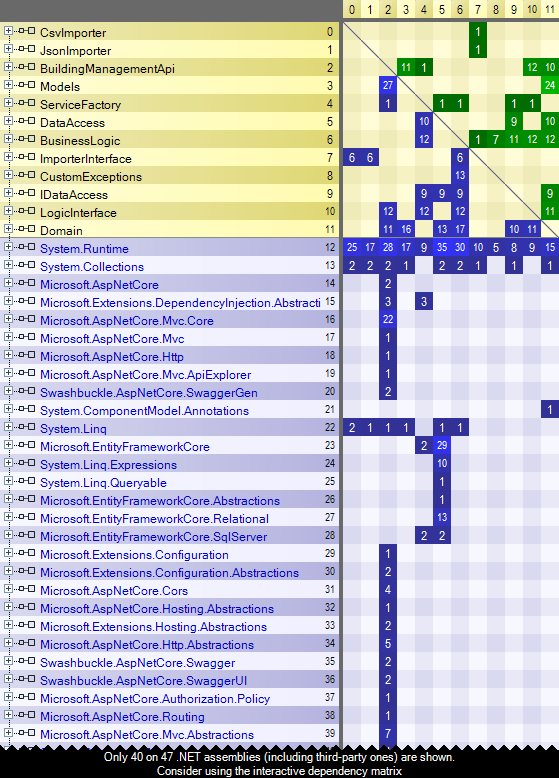 0 1 2 3 4 5 6 7 8 9 10 11
CsvImporter 0 1
JsonImporter 1 1
BuildingManagementApi 2 11 1 12 10
Models 3 27 24
ServiceFactory 4 1 1 1 9 1
DataAccess 5 10 9 10
BusinessLogic 6 12 1 7 11 12 12
ImporterInterface 7 6 6 6
CustomExceptions 8 13
IDataAccess 9 9 9 9 9
LogicInterface 10 12 12 12 11
Domain 11 11 16 13 17 10 11
System.Runtime 12 25 17 28 17 9 35 30 10 5 8 9 15
System.Collections 13 2 2 2 1 2 2 1 1 1
Microsoft.AspNetCore 14 2
Microsoft.Extensions.DependencyInjection.Abstracti 15 3 3
Microsoft.AspNetCore.Mvc.Core 16 22
Microsoft.AspNetCore.Mvc 17 1
Microsoft.AspNetCore.Http 18 1
Microsoft.AspNetCore.Mvc.ApiExplorer 19 1
Swashbuckle.AspNetCore.SwaggerGen 20 2
System.ComponentModel.Annotations 21 1
System.Linq 22 2 1 1 1 1 1
Microsoft.EntityFrameworkCore 23 2 29
System.Linq.Expressions 24 10
System.Linq.Queryable 25 1
Microsoft.EntityFrameworkCore.Abstractions 26 1
Microsoft.EntityFrameworkCore.Relational 27 13
Microsoft.EntityFrameworkCore.SqlServer 28 2 2
Microsoft.Extensions.Configuration 29 1
Microsoft.Extensions.Configuration.Abstractions 30 2
Microsoft.AspNetCore.Cors 31 4
Microsoft.AspNetCore.Hosting.Abstractions 32 1
Microsoft.Extensions.Hosting.Abstractions 33 2
Microsoft.AspNetCore.Http.Abstractions 34 5
Swashbuckle.AspNetCore.Swagger 35 2
Swashbuckle.AspNetCore.SwaggerUI 36 2
Microsoft.AspNetCore.Authorization.Policy 37 1
Microsoft.AspNetCore.Routing 38 1
Microsoft.AspNetCore.Mvc.Abstractions 39 7
Only 40 on 47 .NET assemblies (including third-party ones) are shown.
Consider using the interactive dependency matrix